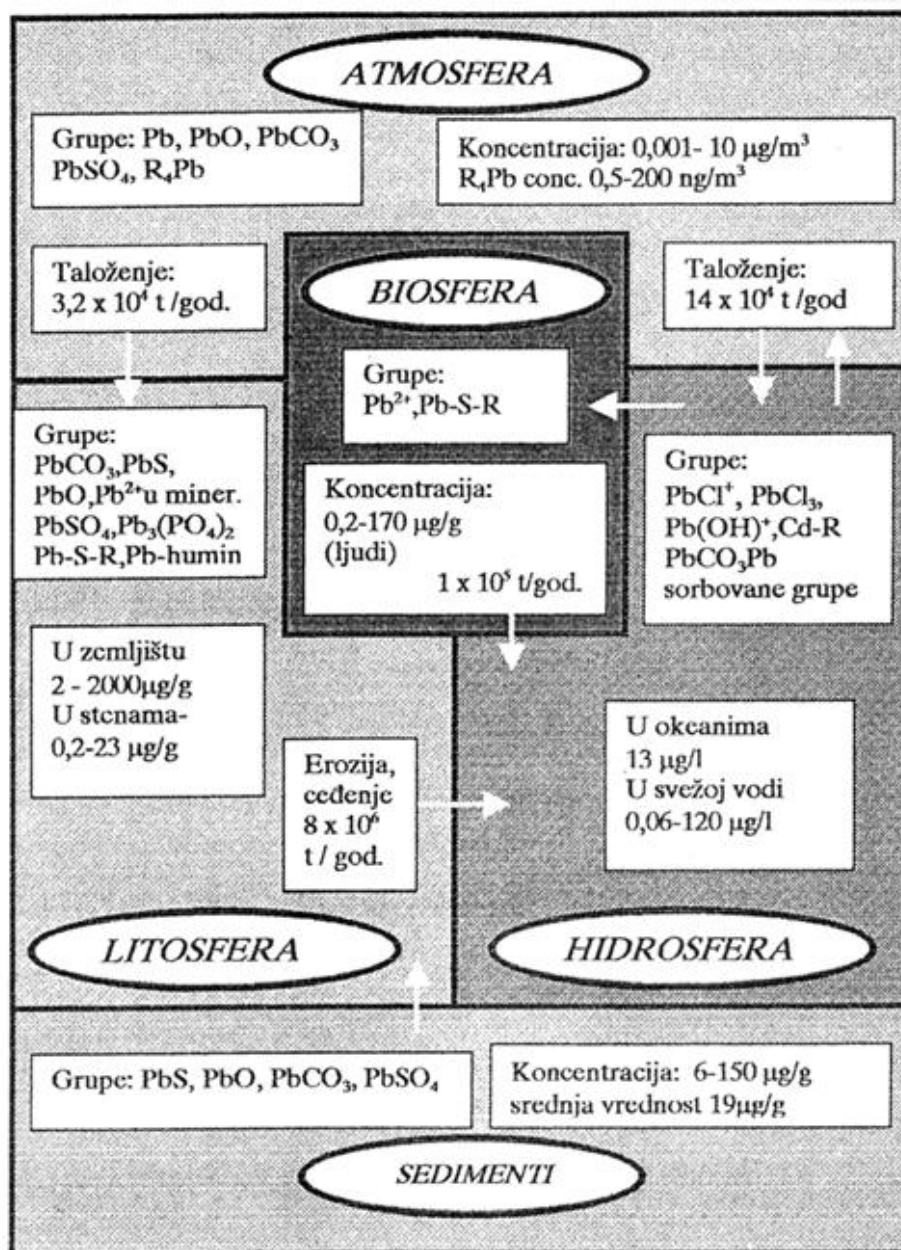 ATMOSFERA
Grupe: Pb, PbO, PbCO₃
PbSO₄, R₄Pb
Koncentracija: 0,001- 10 µg/m³
R₄Pb conc. 0,5-200 ng/m³
Taloženje:
3,2 x 10⁴ t /god.
BIOSFERA
Taloženje:
14 x 10⁴ t/god
Grupe:
Pb²⁺,Pb-S-R
Koncentracija:
0,2-170 µg/g
(ljudi)
1 x 10⁵ t/god.
Grupe:
PbCO₃,PbS,
PbO,Pb²⁺u miner.
PbSO₄,Pb₃(PO₄)₂
Pb-S-R,Pb-humin
Grupe:
PbCl⁺, PbCl₃,
Pb(OH)⁺,Cd-R
PbCO₃Pb
sorbovane grupe
U zemljištu
2 - 2000µg/g
U stenama-
0,2-23 µg/g
Erozija,
ceđenje
8 x 10⁶
t / god.
U okeanima
13 µg/l
U svežoj vodi
0,06-120 µg/l
LITOSFERA
HIDROSFERA
Grupe: PbS, PbO, PbCO₃, PbSO₄
Koncentracija: 6-150 µg/g
srednja vrednost 19µg/g
SEDIMENTI